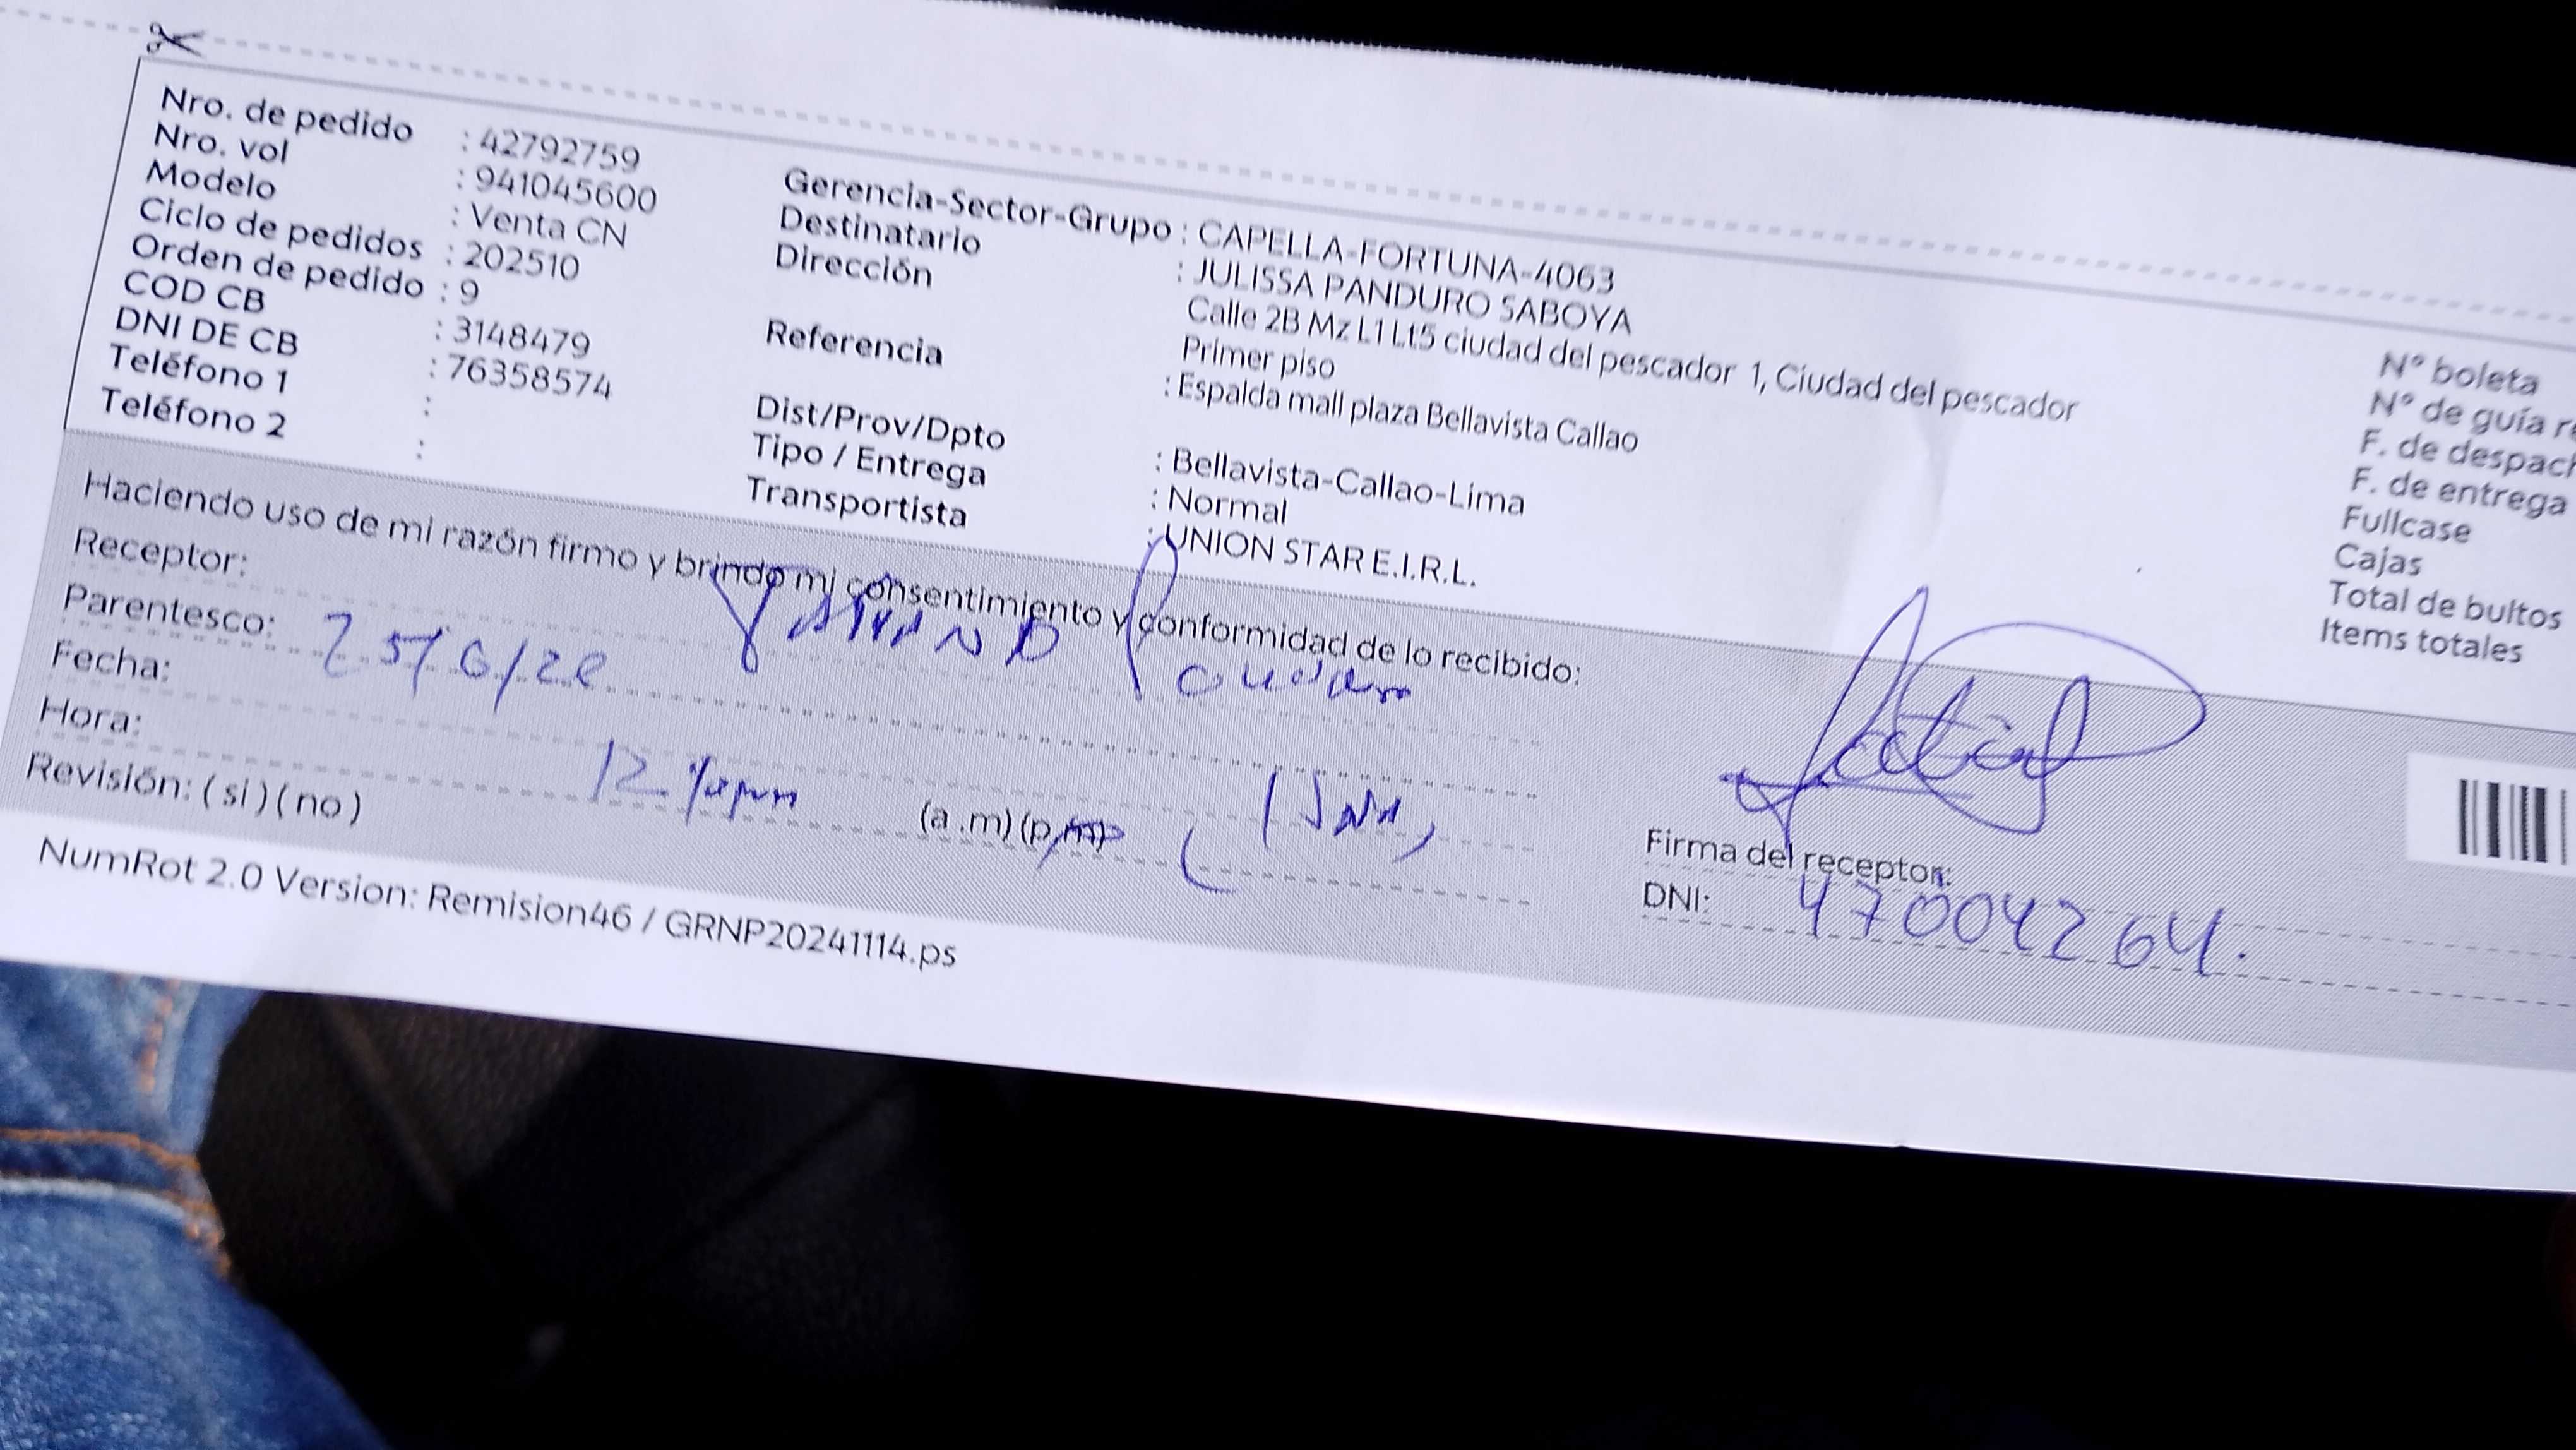 Nro. de pedido : 42792759
Nro. vol : 941045600
Modelo : Venta CN
Ciclo de pedidos : 202510
Orden de pedido : 9
COD CB : 3148479
DNI DE CB : 76358574
Teléfono 1 :
Teléfono 2 :
Gerencia-Sector-Grupo : CAPELLA-FORTUNA-4063
Destinatario : JULISSA PANDURO SABOYA
Dirección Calle 2B Mz L1 Lt5 ciudad del pescador 1, Ciudad del pescador
Primer piso
Referencia : Espalda mall plaza Bellavista Callao
Dist/Prov/Dpto : Bellavista-Callao-Lima
Tipo / Entrega : Normal
Transportista : UNION STAR E.I.R.L.
N° boleta
N° de guía
F. de despach
F. de entrega
Fullcase
Cajas
Total de bultos
Items totales
Haciendo uso de mi razón firmo y brindo mi consentimiento y conformidad de lo recibido:
Receptor:
Parentesco:
Fecha:
Hora: 12 (a .m) (p.m)
Revisión: ( si ) ( no )
Firma del receptor:
DNI: 47004264.
NumRot 2.0 Version: Remision46 / GRNP20241114.ps